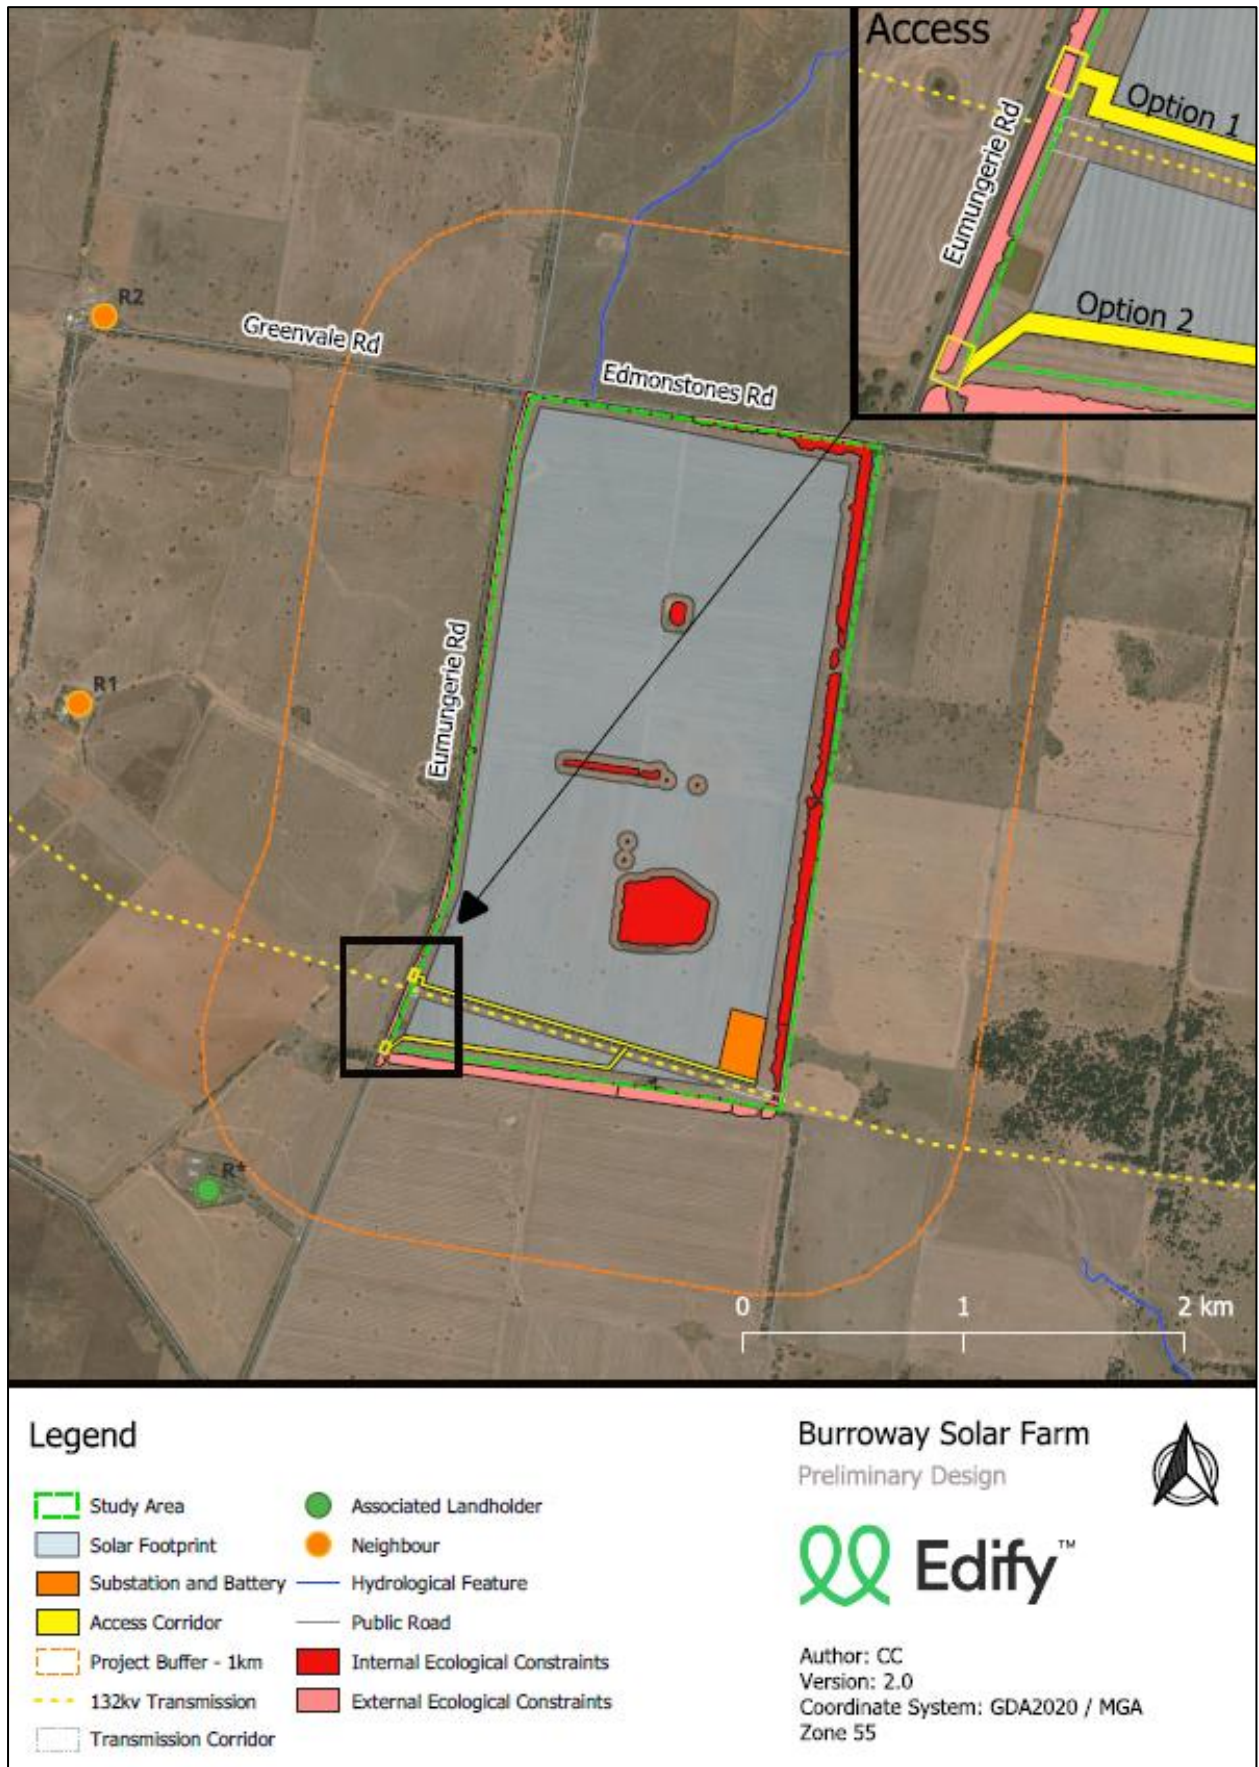 Access
Option 1
Eumungerie Rd
Option 2
R2
Greenvale Rd
Edmonstones Rd
Eumungerie Rd
R1
R*
0 1 2 km
Legend
Study Area
Solar Footprint
Substation and Battery
Access Corridor
Project Buffer - 1km
132kv Transmission
Transmission Corridor
Associated Landholder
Neighbour
Hydrological Feature
Public Road
Internal Ecological Constraints
External Ecological Constraints
Burroway Solar Farm
Preliminary Design
Edify™
Author: CC
Version: 2.0
Coordinate System: GDA2020 / MGA
Zone 55